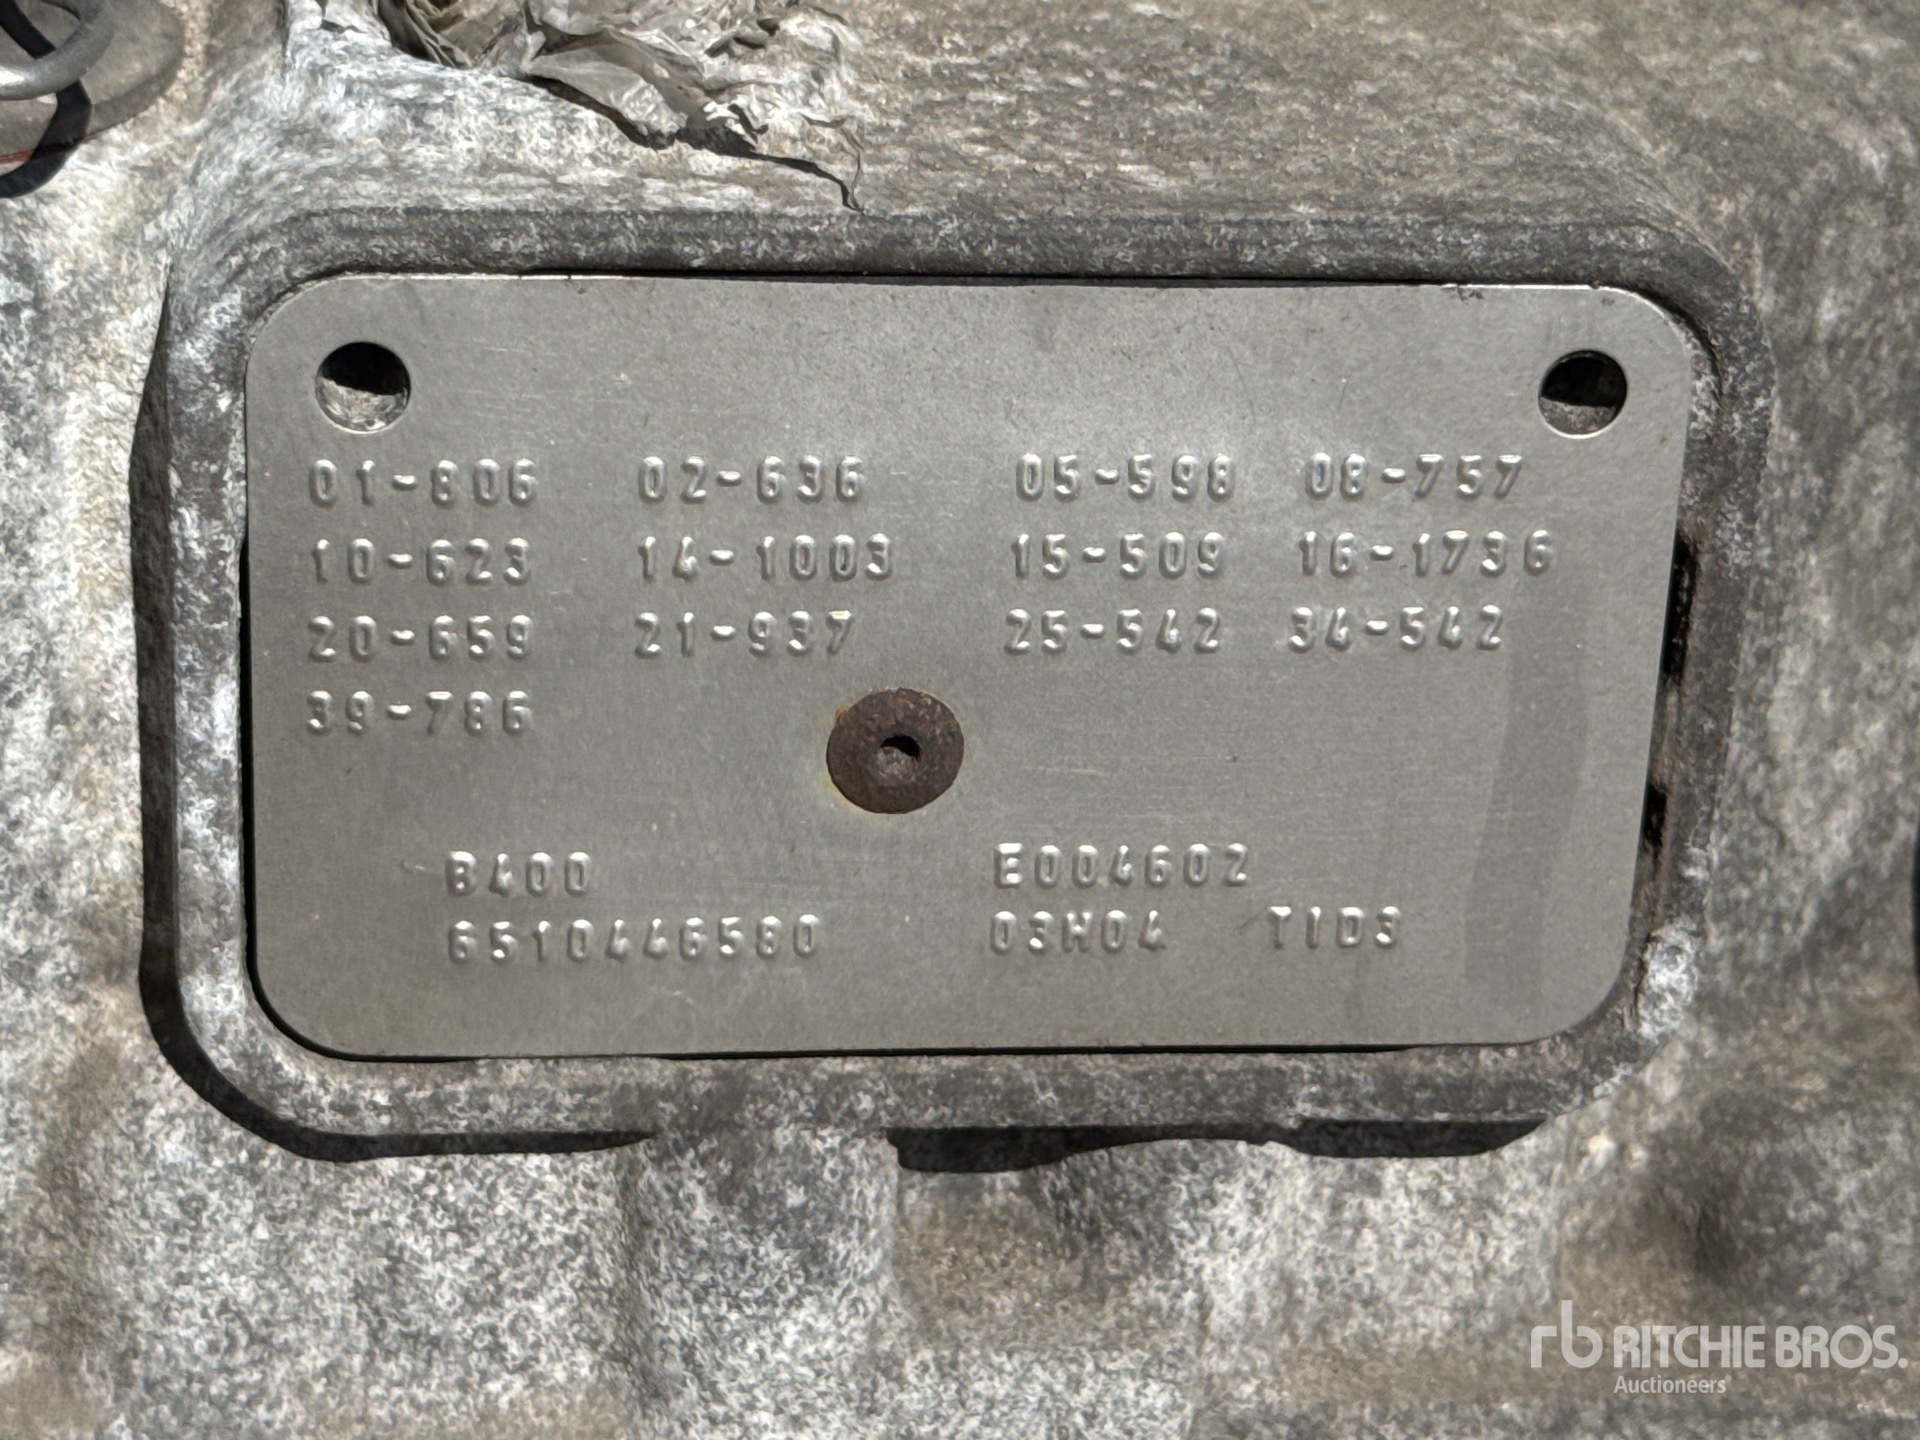 01-806 02-636 05-598 08-757
10-623 14-1003 15-509 16-1736
20-659 21-937 25-542 34-542
39-786
B400 E004602
6510446580 03H04 TID3
rb RITCHIE BROS.
Auctioneers